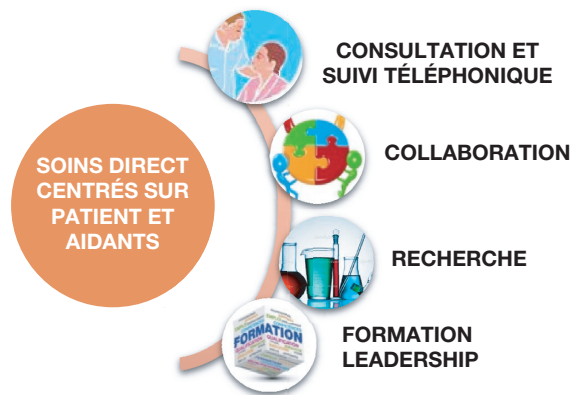 SOINS DIRECT
CENTRÉS SUR
PATIENT ET
AIDANTS
CONSULTATION ET
SUIVI TÉLÉPHONIQUE
COLLABORATION
RECHERCHE
FORMATION
LEADERSHIP
FORMATION